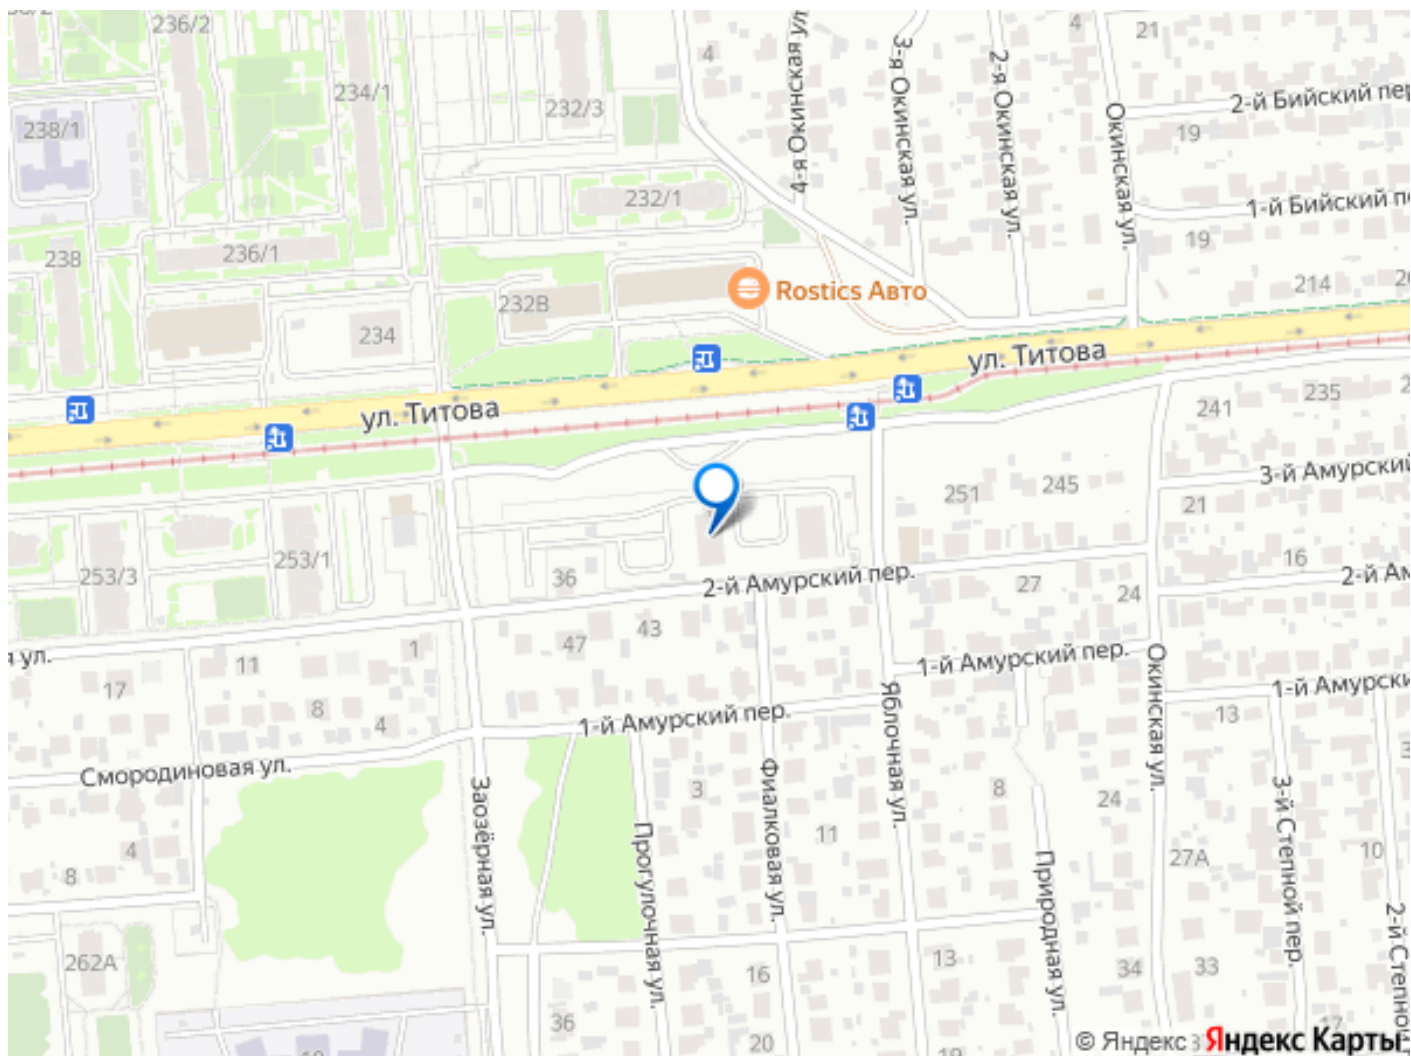 236/2
4
4
21
3-я Окинская ул.
2-я Окинская ул.
4-я Окинская ул.
2-й Бийский пер
234/1
232/3
238/1
19
Окинская ул.
232/1
1-й Бийский п
236/1
238
19
232В
Rostics Авто
214
234
ул. Титова
ул. Титова
235
241
3-й Амурский
251
245
21
253/3
253/1
36
2-й Амурский пер.
16
27
24
2-й Ам
43
47
1
я ул.
11
17
8
4
1-й Амурский пер.
1-й Амурски
1-й Амурский пер.
13
Окинская ул.
Яблочная ул.
Смородиновая ул.
Заозёрная ул.
Фиалковая ул.
3
8
24
3-й Степной пер.
11
Прогулочная ул.
4
8
27А
10
Природная ул.
2-й Степной
262А
16
13
34
33
36
20
19
17
© Яндекс
Яндекс Карты